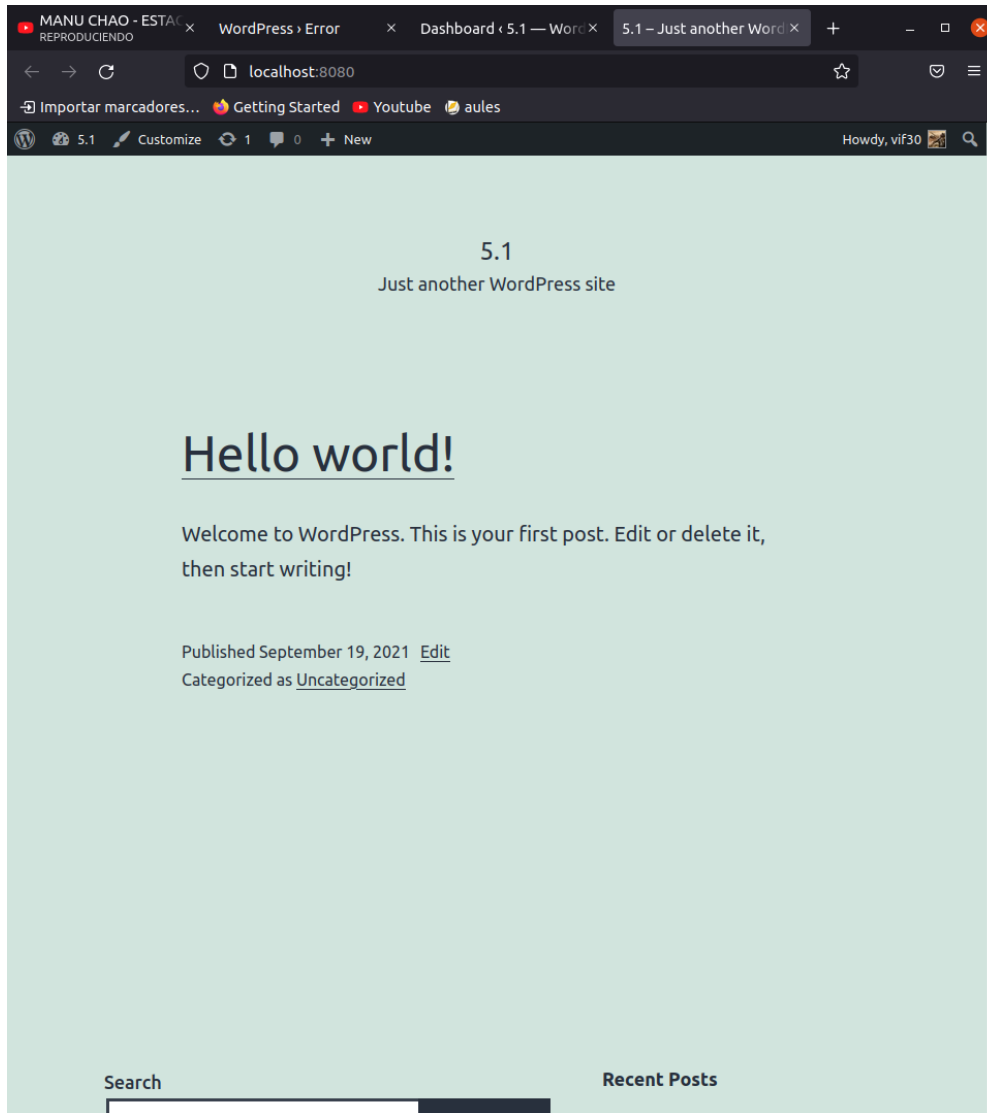 MANU CHAO - ESTAC
REPRODUCIENDO
WordPress › Error
Dashboard ‹ 5.1 — Word
5.1 – Just another Word
localhost:8080
Importar marcadores... Getting Started Youtube aules
5.1 Customize 1 0 New Howdy, vif30
5.1
Just another WordPress site
Hello world!
Welcome to WordPress. This is your first post. Edit or delete it,
then start writing!
Published September 19, 2021 Edit
Categorized as Uncategorized
Search
Recent Posts